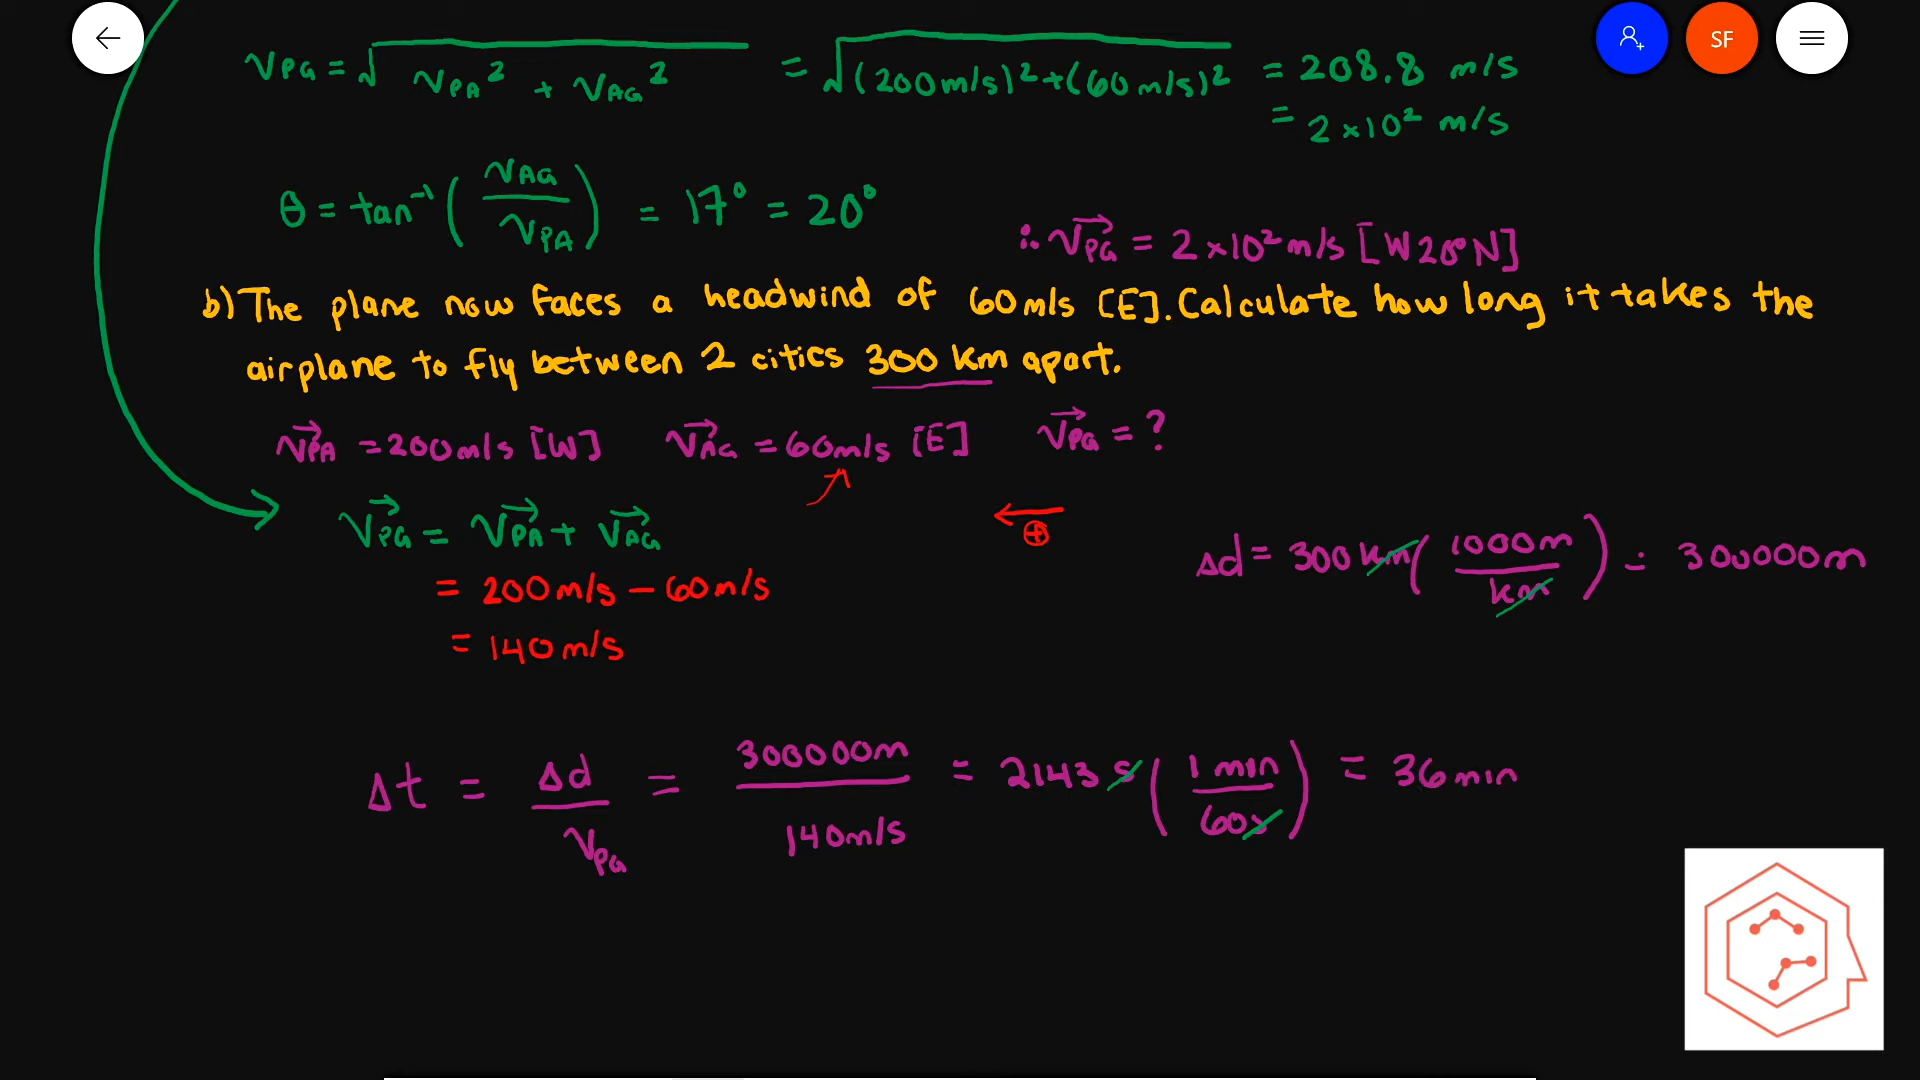 SF
VPG = √(VPA² + VAG²) = √((200m/s)²+(60m/s)²) = 208.8 m/s
= 2×10² m/s
θ = tan⁻¹(VAG/VPA) = 17° = 20°
∴ VPG = 2×10² m/s [W20°N]
b) The plane now faces a headwind of 60m/s [E]. Calculate how long it takes the
airplane to fly between 2 cities 300 km apart.
VPA = 200m/s [W] VAG = 60m/s [E] VPG = ?
VPG = VPA + VAG
= 200m/s - 60m/s
= 140m/s
Δd = 300 km(1000m/km) = 300000m
Δt = Δd/VPG = 300000m/140m/s = 2143 s(1 min/60s) = 36min